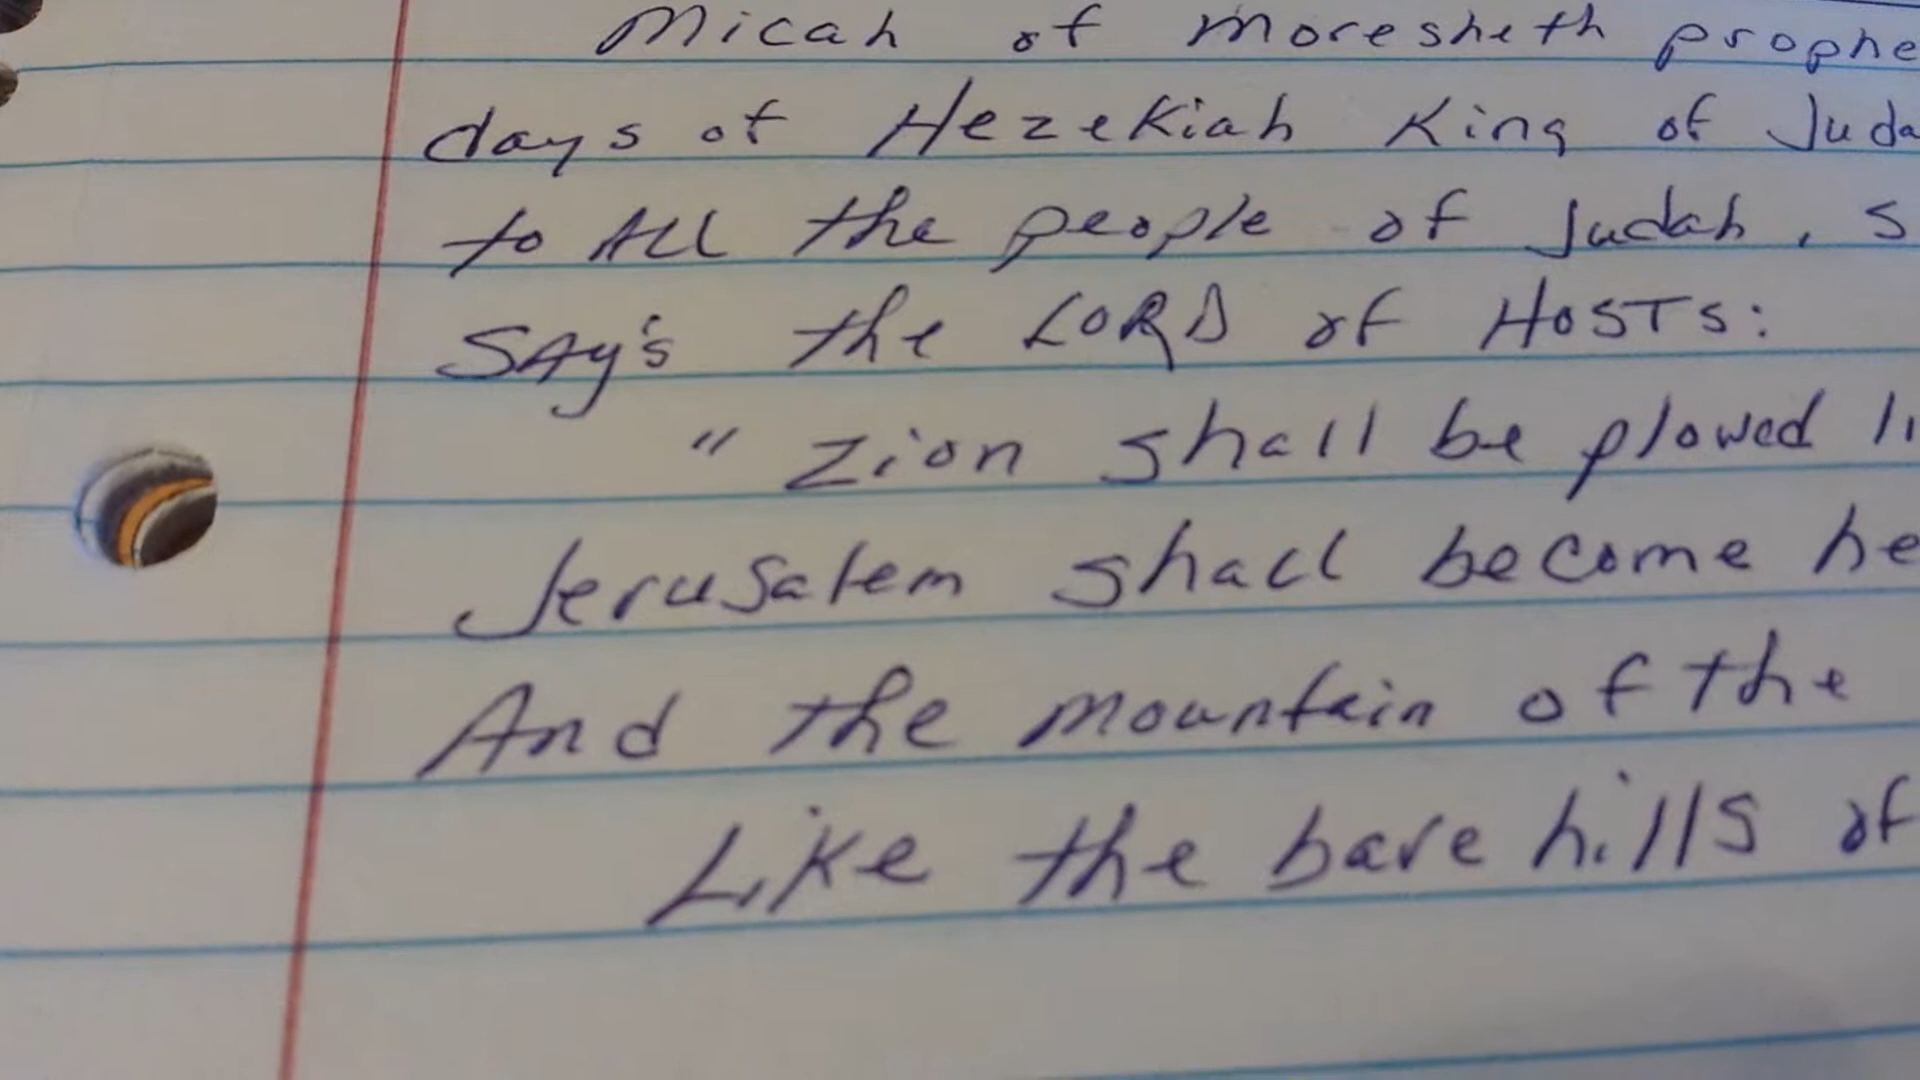 Micah of Moresheth prophe
days of Hezekiah King of Juda
to ALL the people of Judah, s
SAy's the LORD of HOSTS:
" Zion shall be plowed li
Jerusalem shall become he
And the mountain of the
Like the bare hills of